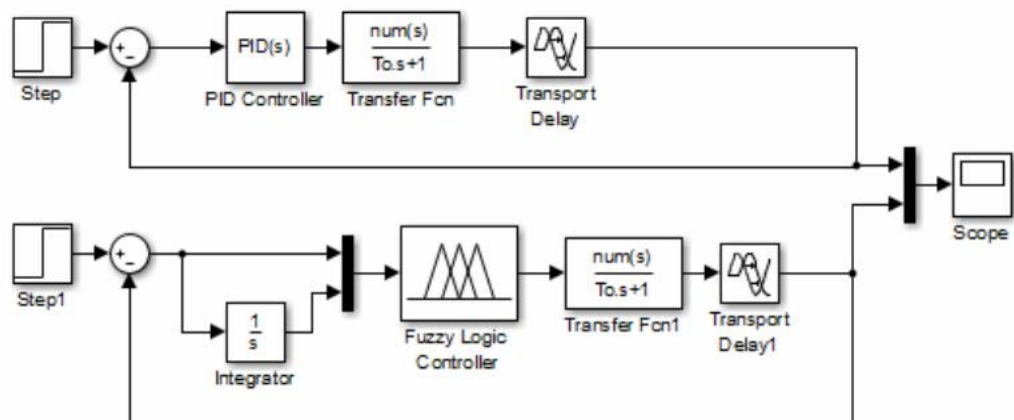 PID(s)
num(s)
To.s+1
Step
PID Controller
Transfer Fcn
Transport
Delay
Scope
Step1
1
s
Integrator
Fuzzy Logic
Controller
num(s)
To.s+1
Transfer Fcn1
Transport
Delay1